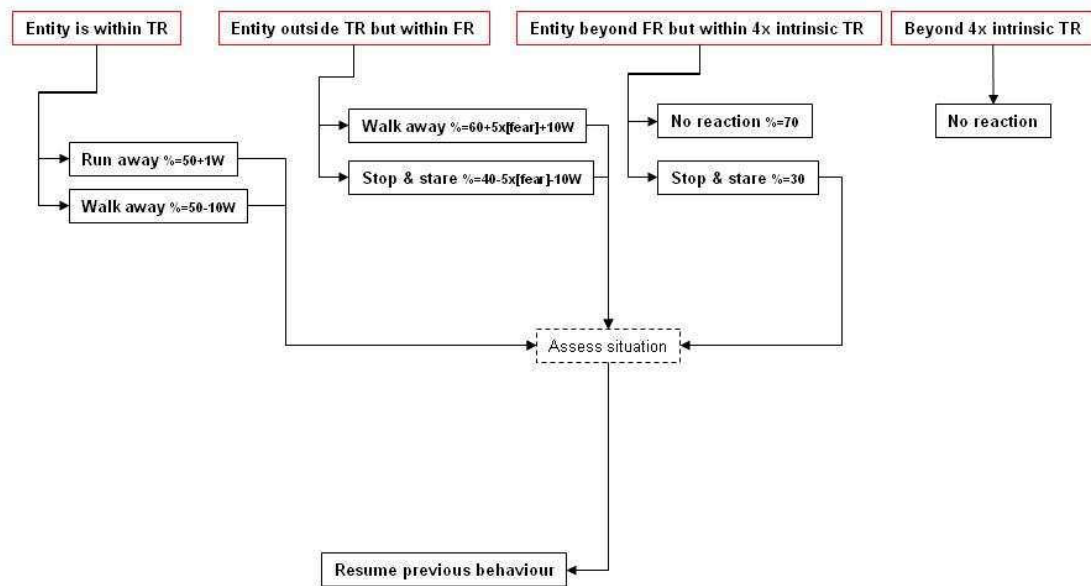 Entity is within TR
Entity outside TR but within FR
Entity beyond FR but within 4x intrinsic TR
Beyond 4x intrinsic TR
Walk away %=60+5x[fear]+10W
No reaction %=70
No reaction
Run away %=50+1W
Stop & stare %=40-5x[fear]-10W
Stop & stare %=30
Walk away %=50-10W
Assess situation
Resume previous behaviour